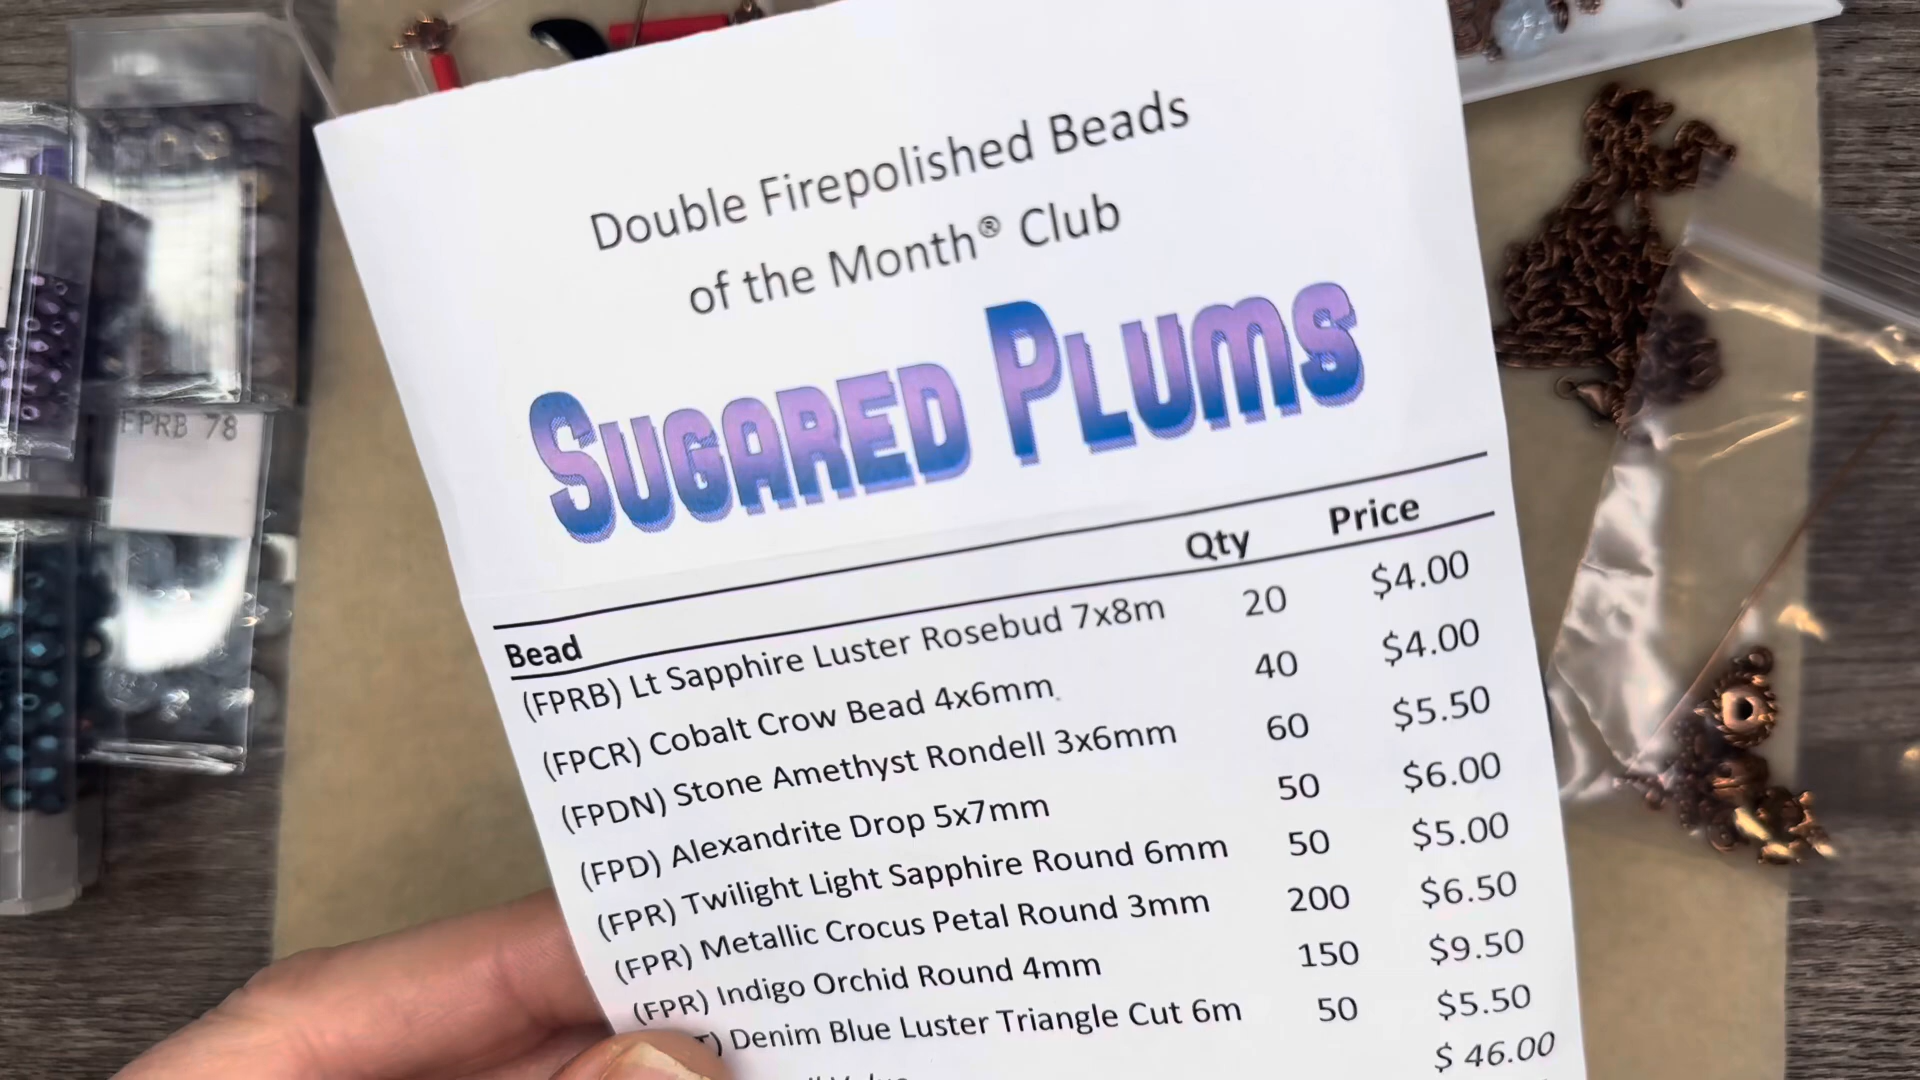 Double Firepolished Beads
of the Month® Club
SUGARED PLUMS
Bead Qty Price
(FPRB) Lt Sapphire Luster Rosebud 7x8m 20 $4.00
(FPCR) Cobalt Crow Bead 4x6mm 40 $4.00
(FPDN) Stone Amethyst Rondell 3x6mm 60 $5.50
(FPD) Alexandrite Drop 5x7mm 50 $6.00
(FPR) Twilight Light Sapphire Round 6mm 50 $5.00
(FPR) Metallic Crocus Petal Round 3mm 200 $6.50
(FPR) Indigo Orchid Round 4mm 150 $9.50
Denim Blue Luster Triangle Cut 6m 50 $5.50
$ 46.00
FPRB 78